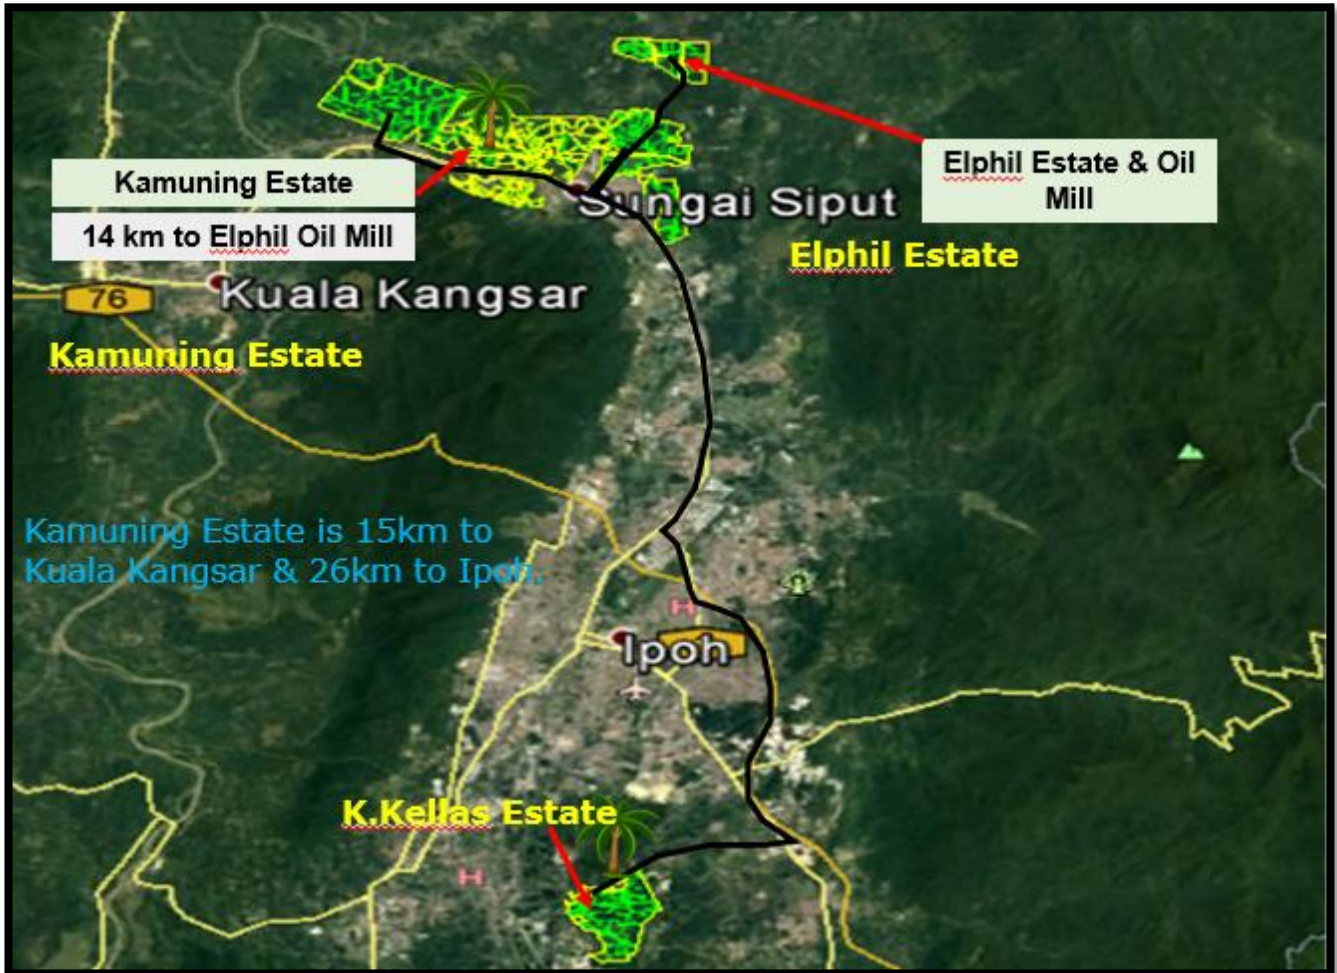 Elphil Estate & Oil
Mill
Kamuning Estate
14 km to Elphil Oil Mill
Sungai Siput
Elphil Estate
Kuala Kangsar
76
Kamuning Estate
Kamuning Estate is 15km to
Kuala Kangsar & 26km to Ipoh.
H
Ipoh
K.Kellas Estate
H